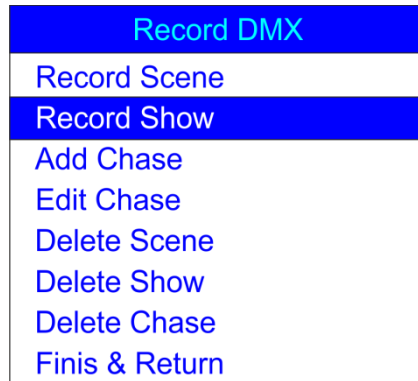 Record DMX
Record Scene
Record Show
Add Chase
Edit Chase
Delete Scene
Delete Show
Delete Chase
Finis & Return